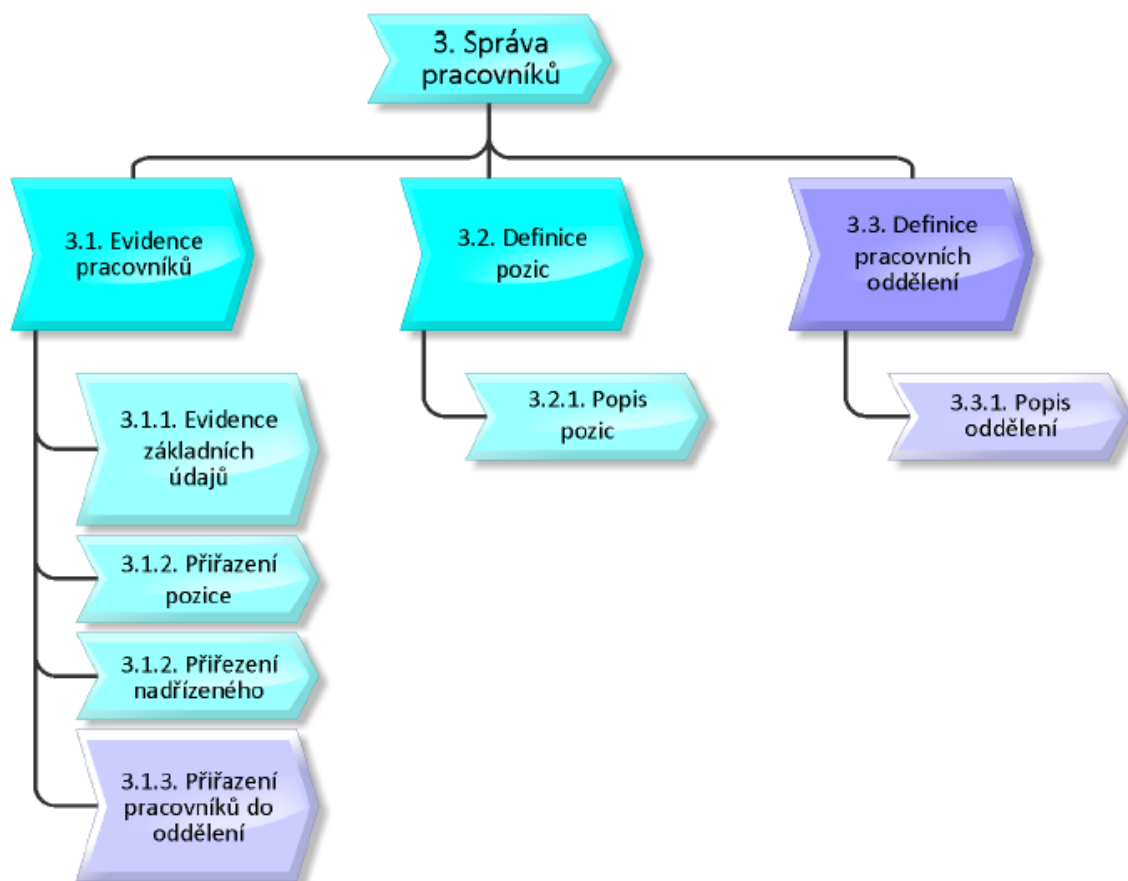 3. Správa
pracovníků
3.1. Evidence
pracovníků
3.2. Definice
pozic
3.3. Definice
pracovních
oddělení
3.1.1. Evidence
základních
údajů
3.2.1. Popis
pozic
3.3.1. Popis
oddělení
3.1.2. Přiřazení
pozice
3.1.2. Přiřezení
nadřízeného
3.1.3. Přiřazení
pracovníků do
oddělení